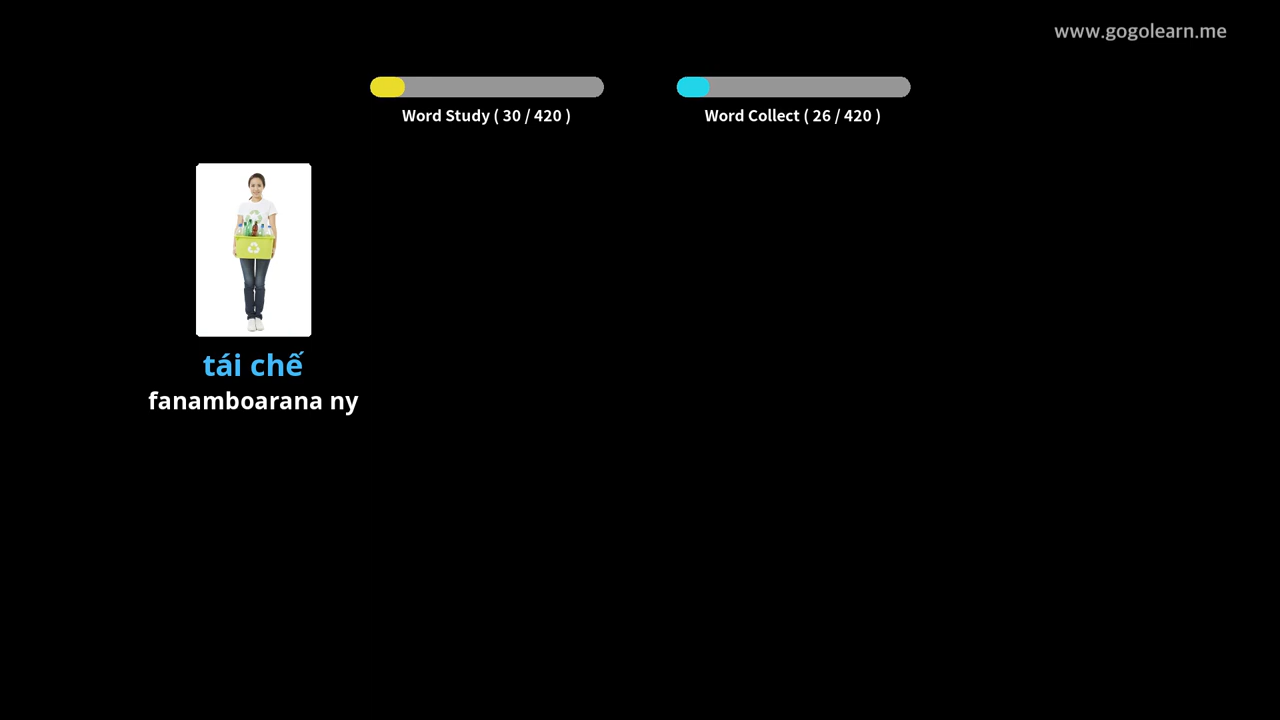 www.gogolearn.me
Word Study ( 30 / 420 )
Word Collect ( 26 / 420 )
tái chế
fanamboarana ny